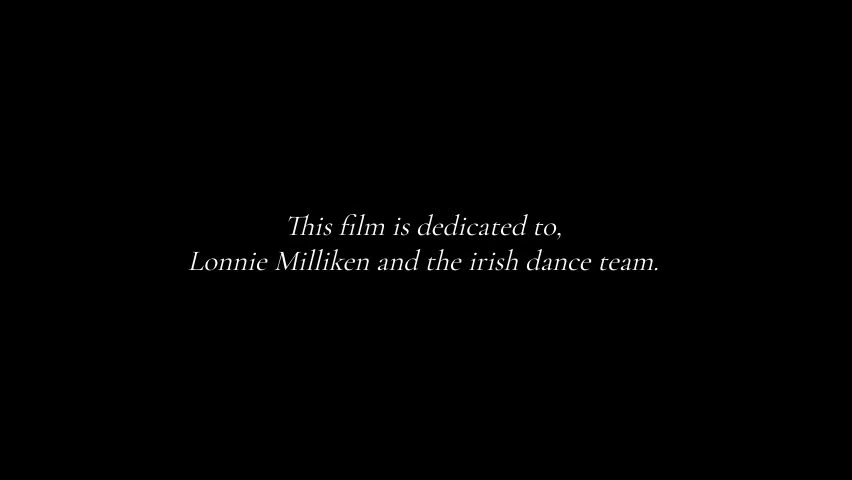 This film is dedicated to,
Lonnie Milliken and the irish dance team.